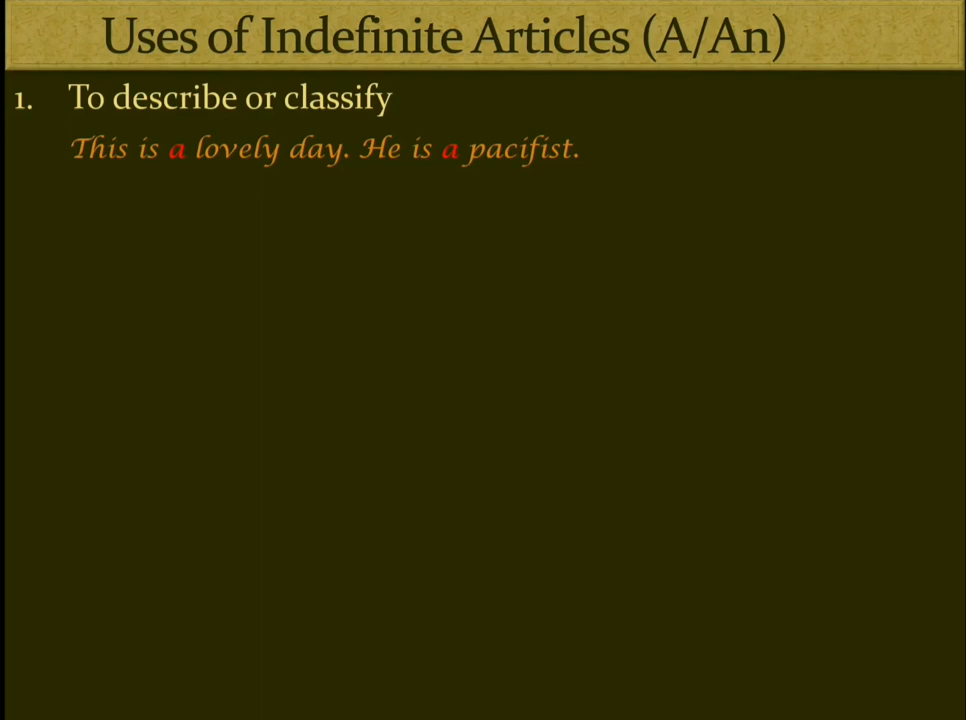 Uses of Indefinite Articles (A/An)
1. To describe or classify
This is a lovely day. He is a pacifist.